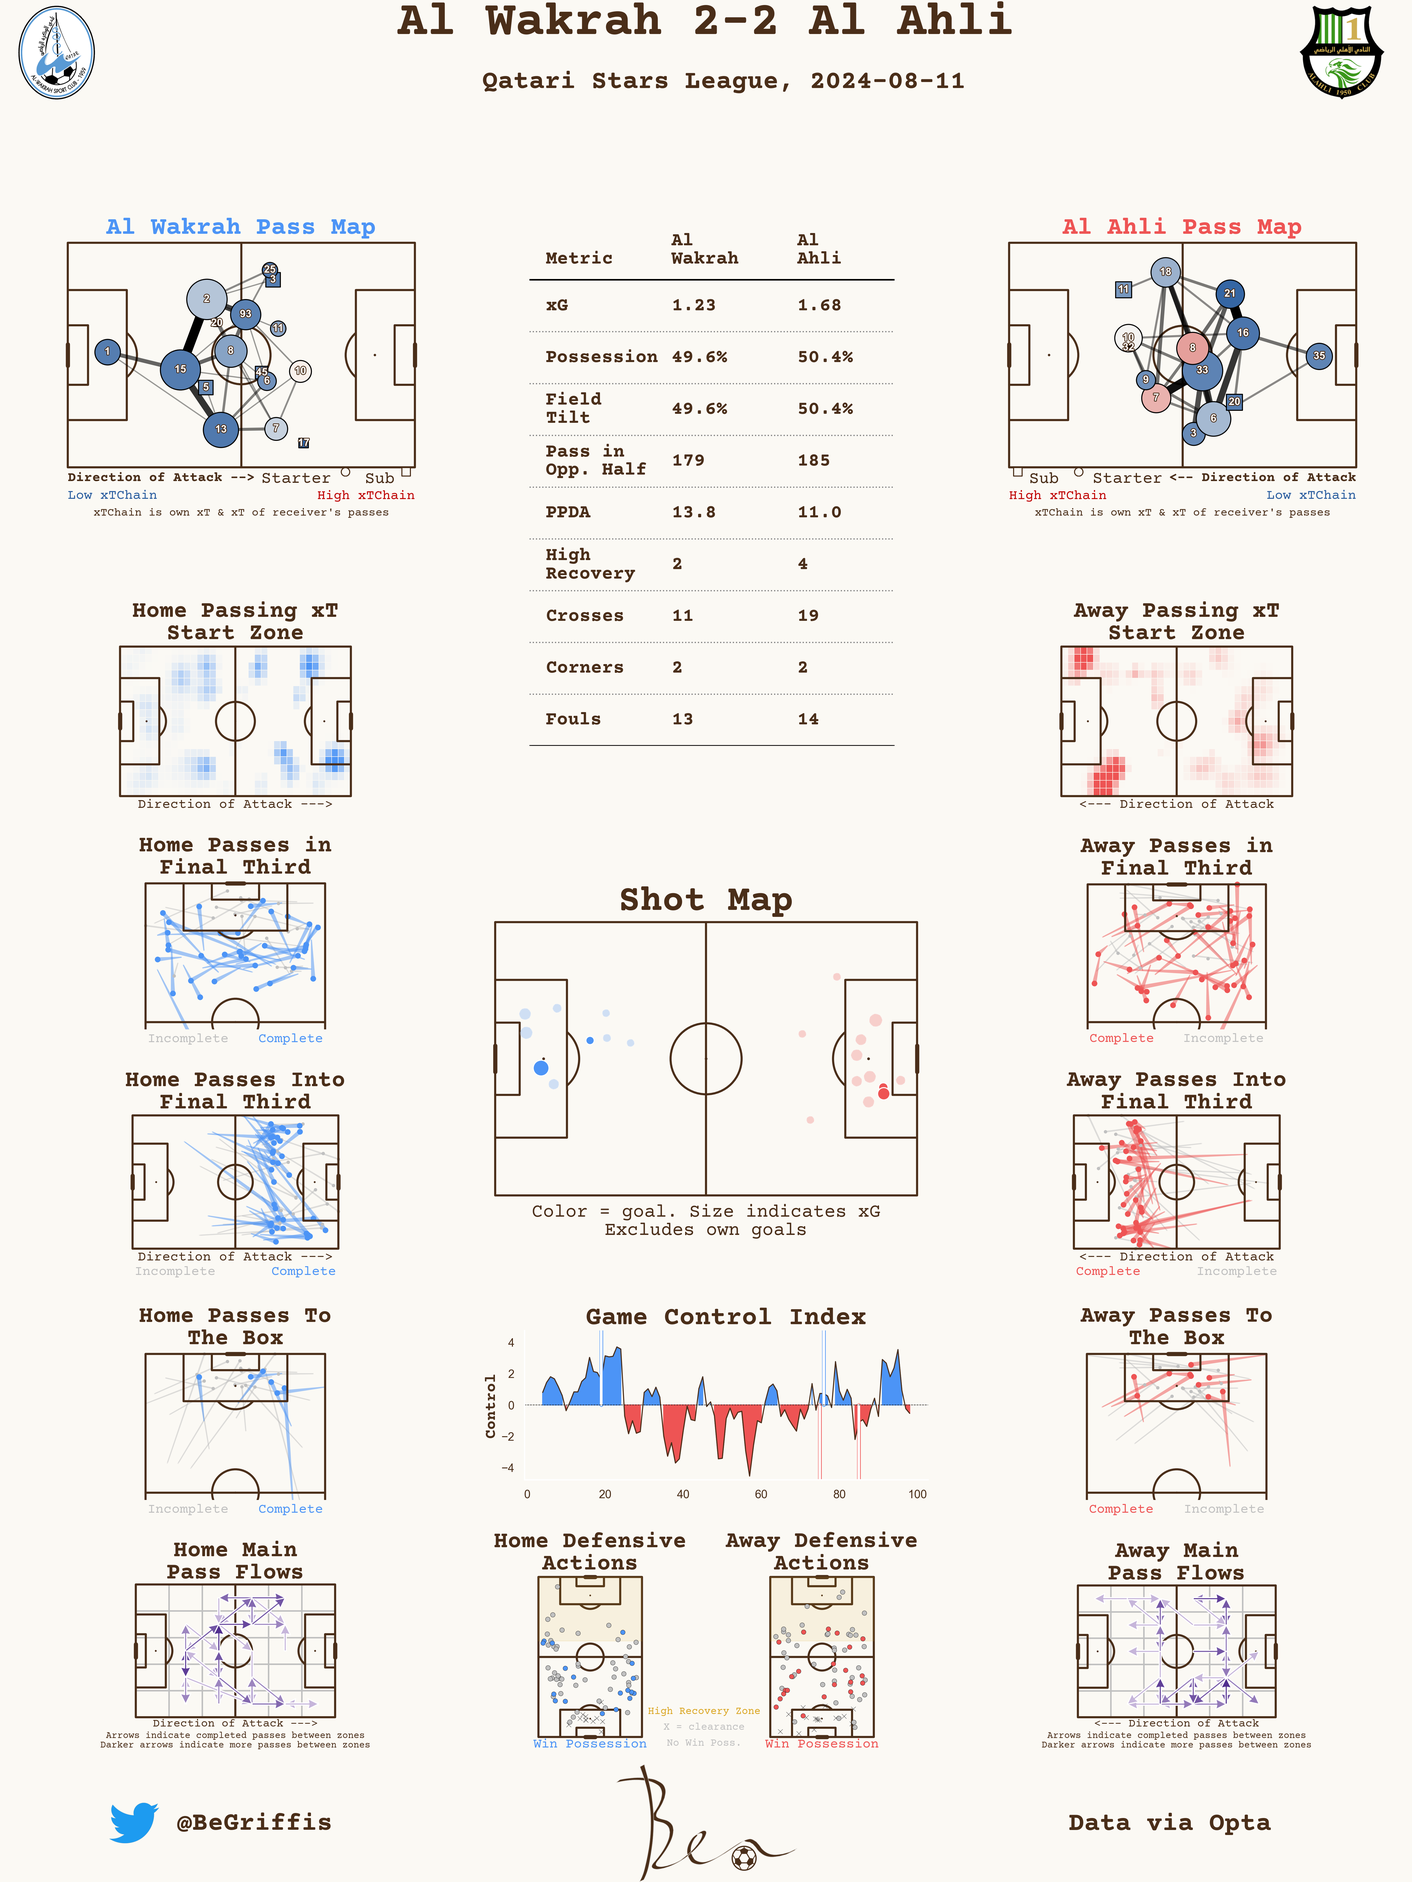 Al Wakrah 2-2 Al Ahli
Qatari Stars League, 2024-08-11
Al Wakrah Pass Map
25
3
2
93
20
11
1
8
15
45
6
10
5
13
7
17
Direction of Attack --> Starter Sub
Low xTChain High xTChain
xTChain is own xT & xT of receiver's passes
Metric Al Wakrah Al Ahli
xG 1.23 1.68
Possession 49.6% 50.4%
Field Tilt 49.6% 50.4%
Pass in Opp. Half 179 185
PPDA 13.8 11.0
High Recovery 2 4
Crosses 11 19
Corners 2 2
Fouls 13 14
Al Ahli Pass Map
18
11
21
10
32
16
8
35
33
9
7
20
6
3
Sub Starter <-- Direction of Attack
High xTChain Low xTChain
xTChain is own xT & xT of receiver's passes
Home Passing xT
Start Zone
Direction of Attack --->
Away Passing xT
Start Zone
<--- Direction of Attack
Home Passes in
Final Third
Incomplete Complete
Away Passes in
Final Third
Complete Incomplete
Shot Map
Color = goal. Size indicates xG
Excludes own goals
Home Passes Into
Final Third
Direction of Attack --->
Incomplete Complete
Away Passes Into
Final Third
<--- Direction of Attack
Complete Incomplete
Home Passes To
The Box
Incomplete Complete
Game Control Index
Control
4
2
0
−2
−4
0 20 40 60 80 100
Away Passes To
The Box
Complete Incomplete
Home Main
Pass Flows
Direction of Attack --->
Arrows indicate completed passes between zones
Darker arrows indicate more passes between zones
Home Defensive
Actions
Win Possession
High Recovery Zone
X = clearance
No Win Poss.
Away Defensive
Actions
Win Possession
Away Main
Pass Flows
<--- Direction of Attack
Arrows indicate completed passes between zones
Darker arrows indicate more passes between zones
@BeGriffis
Ben
Data via Opta